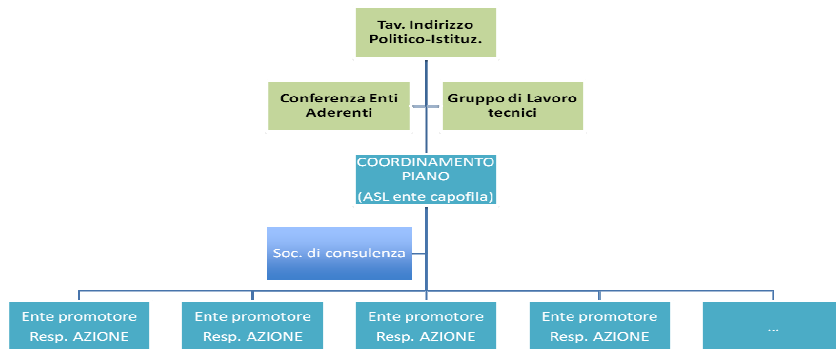 Tav. Indirizzo
Politico-Istituz.
Conferenza Enti
Aderenti
Gruppo di Lavoro
tecnici
COORDINAMENTO
PIANO
(ASL ente capofila)
Soc. di consulenza
Ente promotore
Resp. AZIONE
Ente promotore
Resp. AZIONE
Ente promotore
Resp. AZIONE
Ente promotore
Resp. AZIONE
...